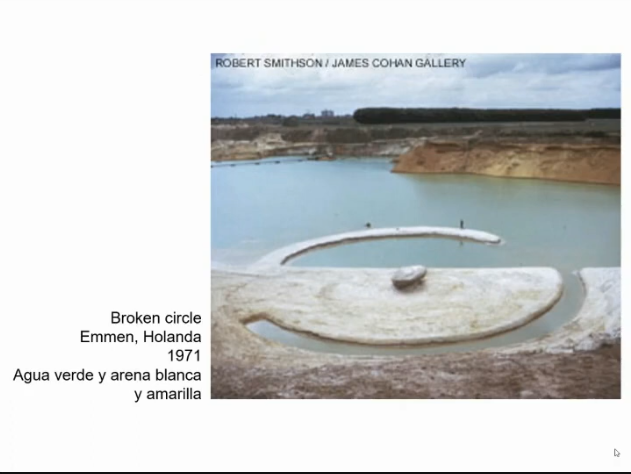 ROBERT SMITHSON / JAMES COHAN GALLERY
Broken circle
Emmen, Holanda
1971
Agua verde y arena blanca
y amarilla